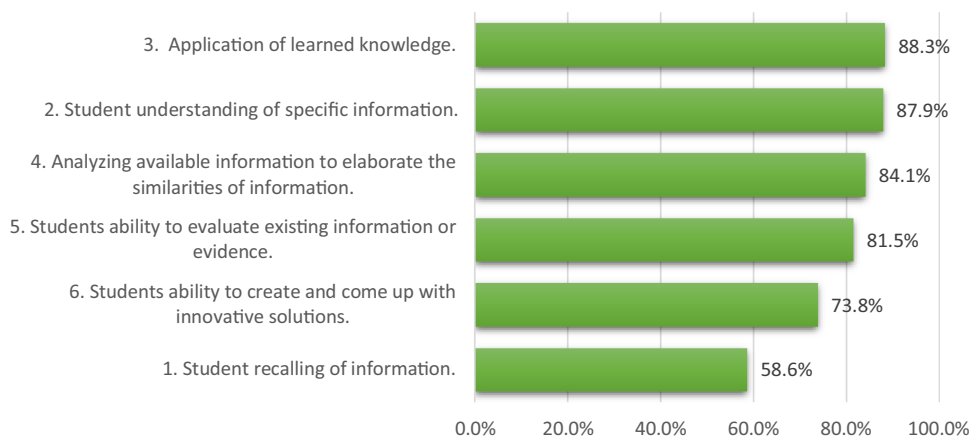 3. Application of learned knowledge.
88.3%
2. Student understanding of specific information.
87.9%
4. Analyzing available information to elaborate the
similarities of information.
84.1%
5. Students ability to evaluate existing information or
evidence.
81.5%
6. Students ability to create and come up with
innovative solutions.
73.8%
1. Student recalling of information.
58.6%
0.0% 20.0% 40.0% 60.0% 80.0% 100.0%